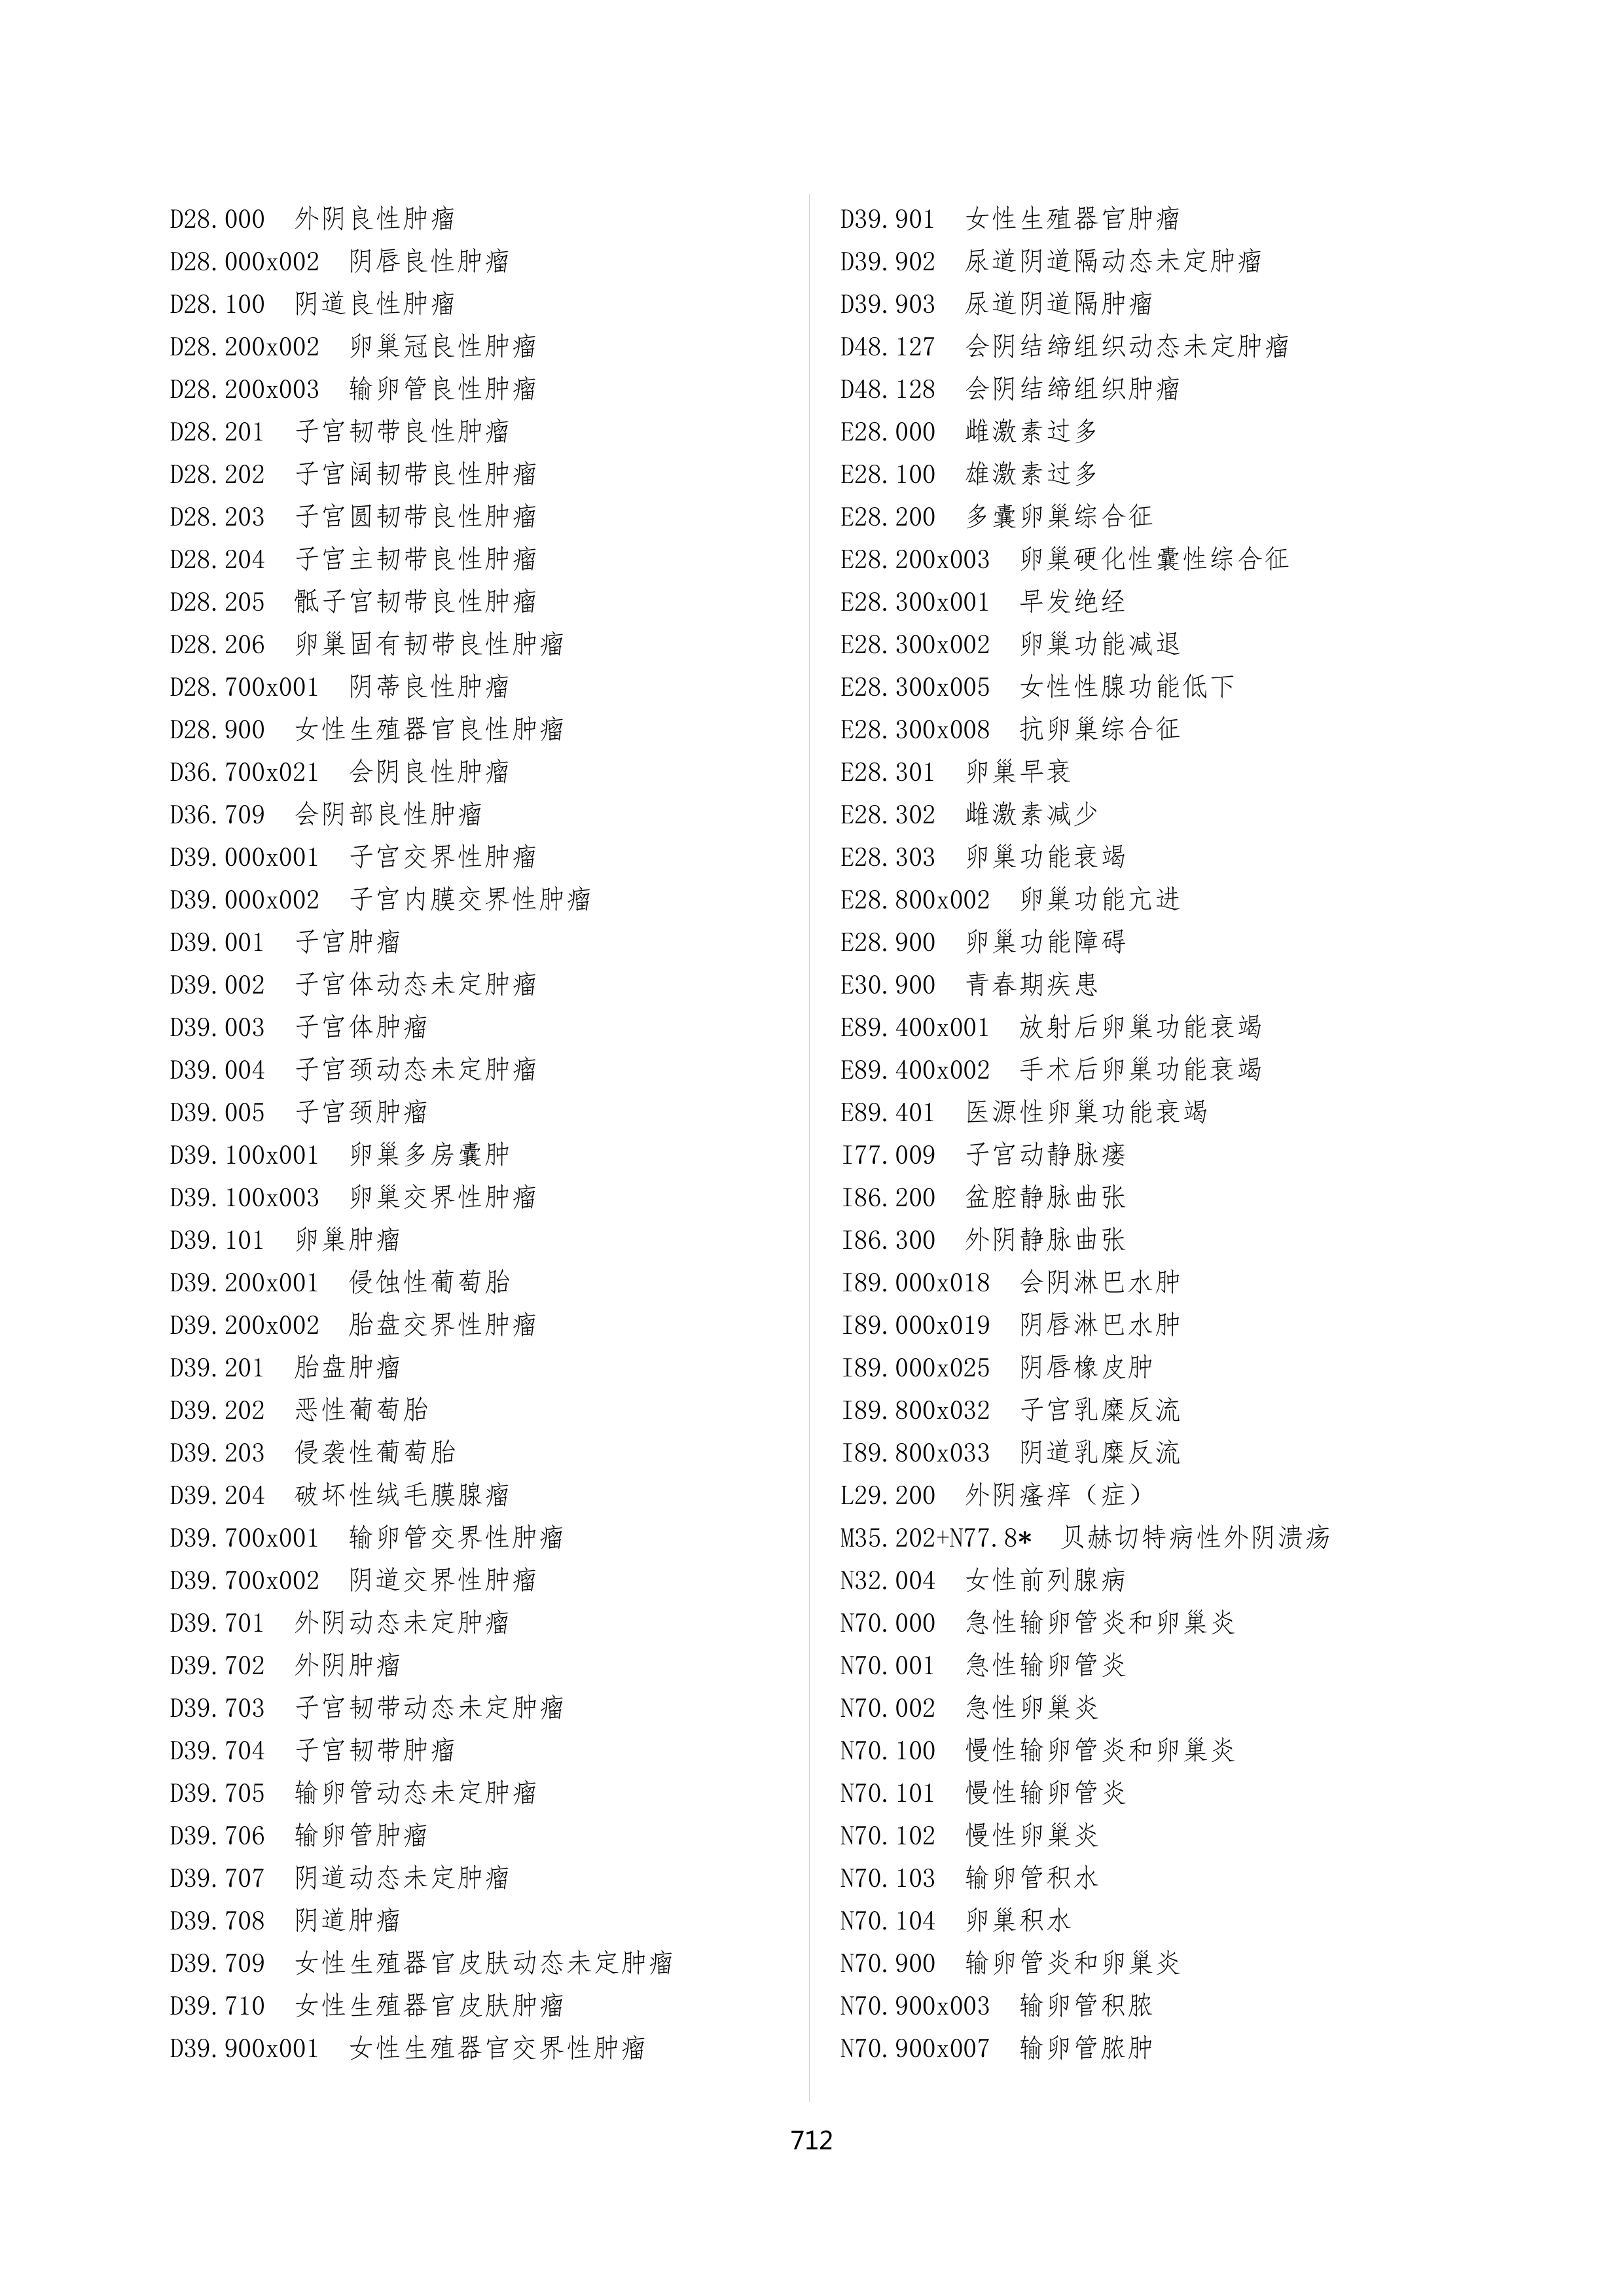 D28.000 外阴良性肿瘤
D28.000x002 阴唇良性肿瘤
D28.100 阴道良性肿瘤
D28.200x002 卵巢冠良性肿瘤
D28.200x003 输卵管良性肿瘤
D28.201 子宫韧带良性肿瘤
D28.202 子宫阔韧带良性肿瘤
D28.203 子宫圆韧带良性肿瘤
D28.204 子宫主韧带良性肿瘤
D28.205 骶子宫韧带良性肿瘤
D28.206 卵巢固有韧带良性肿瘤
D28.700x001 阴蒂良性肿瘤
D28.900 女性生殖器官良性肿瘤
D36.700x021 会阴良性肿瘤
D36.709 会阴部良性肿瘤
D39.000x001 子宫交界性肿瘤
D39.000x002 子宫内膜交界性肿瘤
D39.001 子宫肿瘤
D39.002 子宫体动态未定肿瘤
D39.003 子宫体肿瘤
D39.004 子宫颈动态未定肿瘤
D39.005 子宫颈肿瘤
D39.100x001 卵巢多房囊肿
D39.100x003 卵巢交界性肿瘤
D39.101 卵巢肿瘤
D39.200x001 侵蚀性葡萄胎
D39.200x002 胎盘交界性肿瘤
D39.201 胎盘肿瘤
D39.202 恶性葡萄胎
D39.203 侵袭性葡萄胎
D39.204 破坏性绒毛膜腺瘤
D39.700x001 输卵管交界性肿瘤
D39.700x002 阴道交界性肿瘤
D39.701 外阴动态未定肿瘤
D39.702 外阴肿瘤
D39.703 子宫韧带动态未定肿瘤
D39.704 子宫韧带肿瘤
D39.705 输卵管动态未定肿瘤
D39.706 输卵管肿瘤
D39.707 阴道动态未定肿瘤
D39.708 阴道肿瘤
D39.709 女性生殖器官皮肤动态未定肿瘤
D39.710 女性生殖器官皮肤肿瘤
D39.900x001 女性生殖器官交界性肿瘤
D39.901 女性生殖器官肿瘤
D39.902 尿道阴道隔动态未定肿瘤
D39.903 尿道阴道隔肿瘤
D48.127 会阴结缔组织动态未定肿瘤
D48.128 会阴结缔组织肿瘤
E28.000 雌激素过多
E28.100 雄激素过多
E28.200 多囊卵巢综合征
E28.200x003 卵巢硬化性囊性综合征
E28.300x001 早发绝经
E28.300x002 卵巢功能减退
E28.300x005 女性性腺功能低下
E28.300x008 抗卵巢综合征
E28.301 卵巢早衰
E28.302 雌激素减少
E28.303 卵巢功能衰竭
E28.800x002 卵巢功能亢进
E28.900 卵巢功能障碍
E30.900 青春期疾患
E89.400x001 放射后卵巢功能衰竭
E89.400x002 手术后卵巢功能衰竭
E89.401 医源性卵巢功能衰竭
I77.009 子宫动静脉瘘
I86.200 盆腔静脉曲张
I86.300 外阴静脉曲张
I89.000x018 会阴淋巴水肿
I89.000x019 阴唇淋巴水肿
I89.000x025 阴唇橡皮肿
I89.800x032 子宫乳糜反流
I89.800x033 阴道乳糜反流
L29.200 外阴瘙痒（症）
M35.202+N77.8* 贝赫切特病性外阴溃疡
N32.004 女性前列腺病
N70.000 急性输卵管炎和卵巢炎
N70.001 急性输卵管炎
N70.002 急性卵巢炎
N70.100 慢性输卵管炎和卵巢炎
N70.101 慢性输卵管炎
N70.102 慢性卵巢炎
N70.103 输卵管积水
N70.104 卵巢积水
N70.900 输卵管炎和卵巢炎
N70.900x003 输卵管积脓
N70.900x007 输卵管脓肿
712